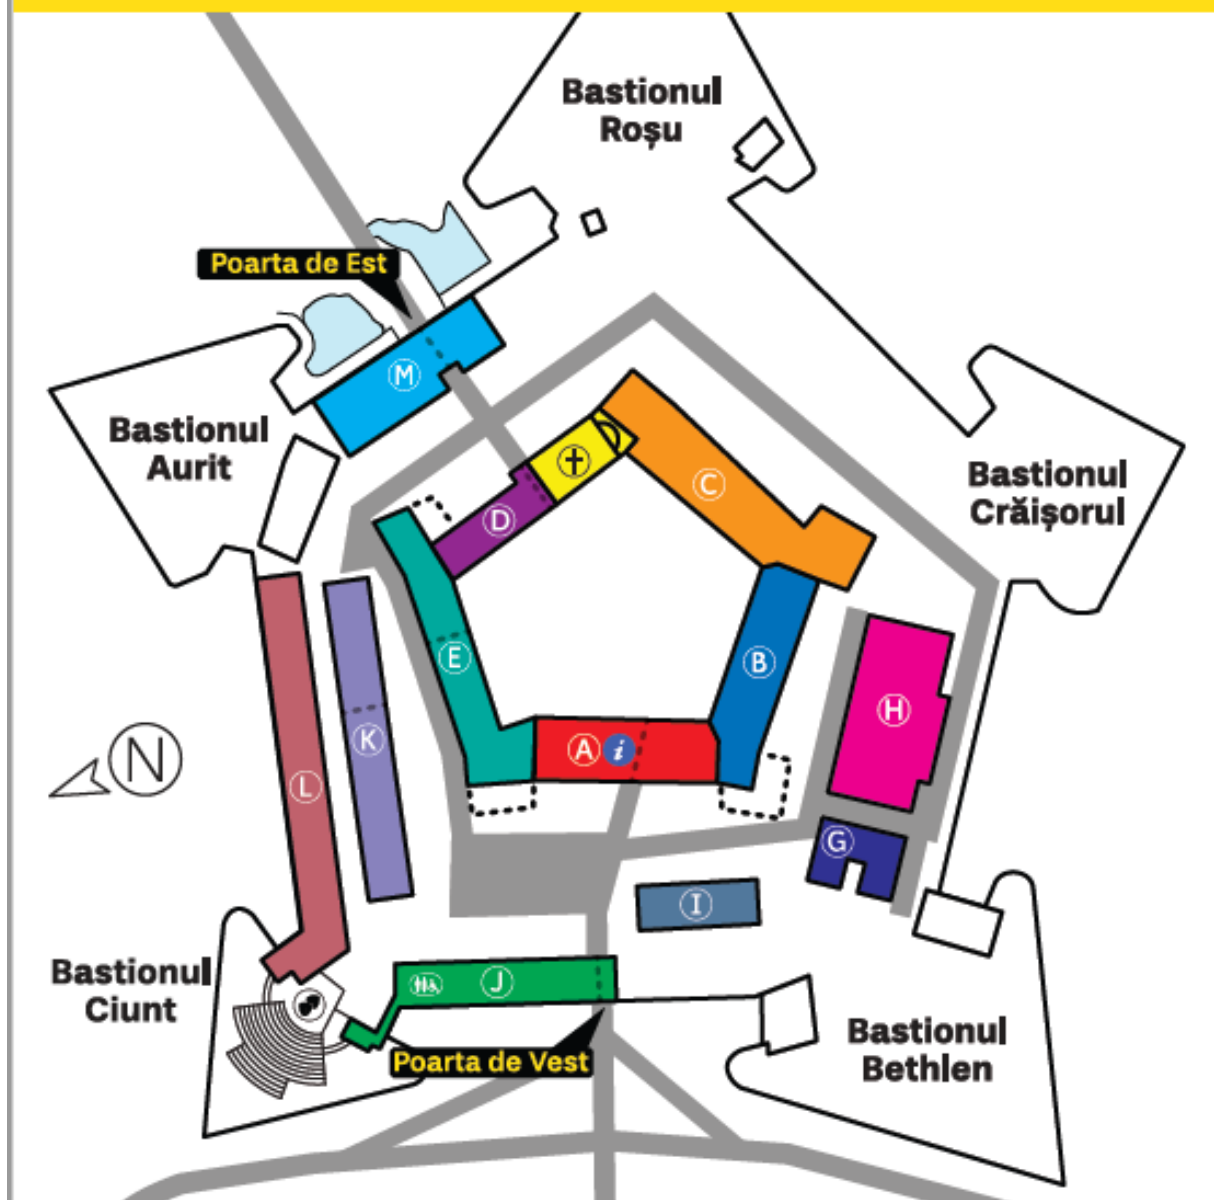 Bastionul
Roșu
Poarta de Est
M
Bastionul
Aurit
C
Bastionul
Crăișorul
D
E
B
H
K
A i
N
L
G
I
Bastionul
Ciunt
J
Bastionul
Bethlen
Poarta de Vest